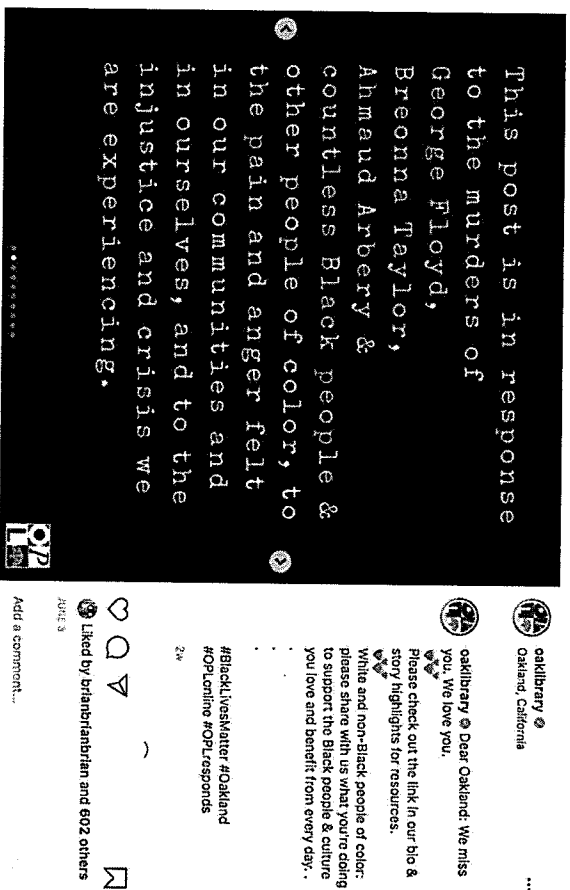 This post is in response
to the murders of
George Floyd,
Breonna Taylor,
Ahmaud Arbery &
countless Black people &
other people of color, to
the pain and anger felt
in our communities and
in ourselves, and to the
injustice and crisis we
are experiencing.
O/P
L
oaklibrary
Oakland, California
...
oaklibrary Dear Oakland: We miss
you. We love you.
Please check out the link in our bio &
story highlights for resources.
White and non-Black people of color:
please share with us what you're doing
to support the Black people & culture
you love and benefit from every day. .
.
.
.
#BlackLivesMatter #Oakland
#OPLonline #OPLresponds
2w
Liked by brianbrianbrian and 602 others
JUNE 3
Add a comment...